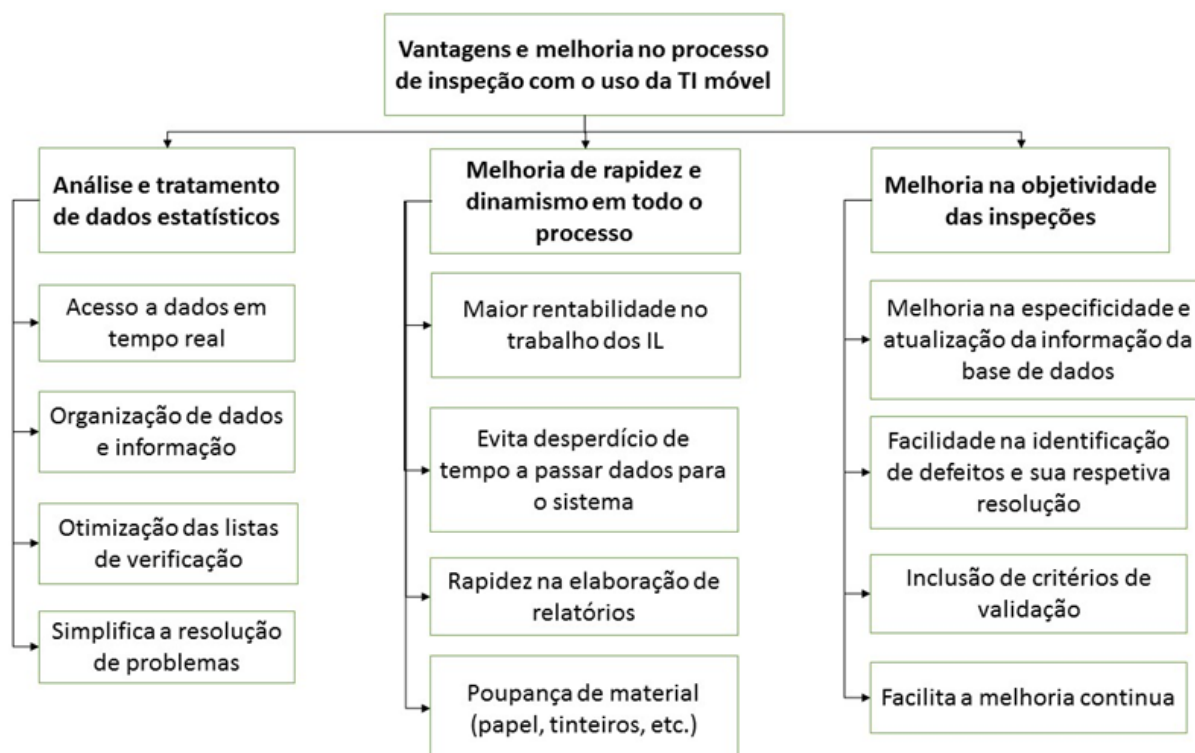 Vantagens e melhoria no processo
de inspeção com o uso da TI móvel
Análise e tratamento
de dados estatísticos
Acesso a dados em
tempo real
Organização de dados
e informação
Otimização das listas
de verificação
Simplifica a resolução
de problemas
Melhoria de rapidez e
dinamismo em todo o
processo
Maior rentabilidade no
trabalho dos IL
Evita desperdício de
tempo a passar dados para
o sistema
Rapidez na elaboração de
relatórios
Poupança de material
(papel, tinteiros, etc.)
Melhoria na objetividade
das inspeções
Melhoria na especificidade e
atualização da informação da
base de dados
Facilidade na identificação
de defeitos e sua respetiva
resolução
Inclusão de critérios de
validação
Facilita a melhoria continua